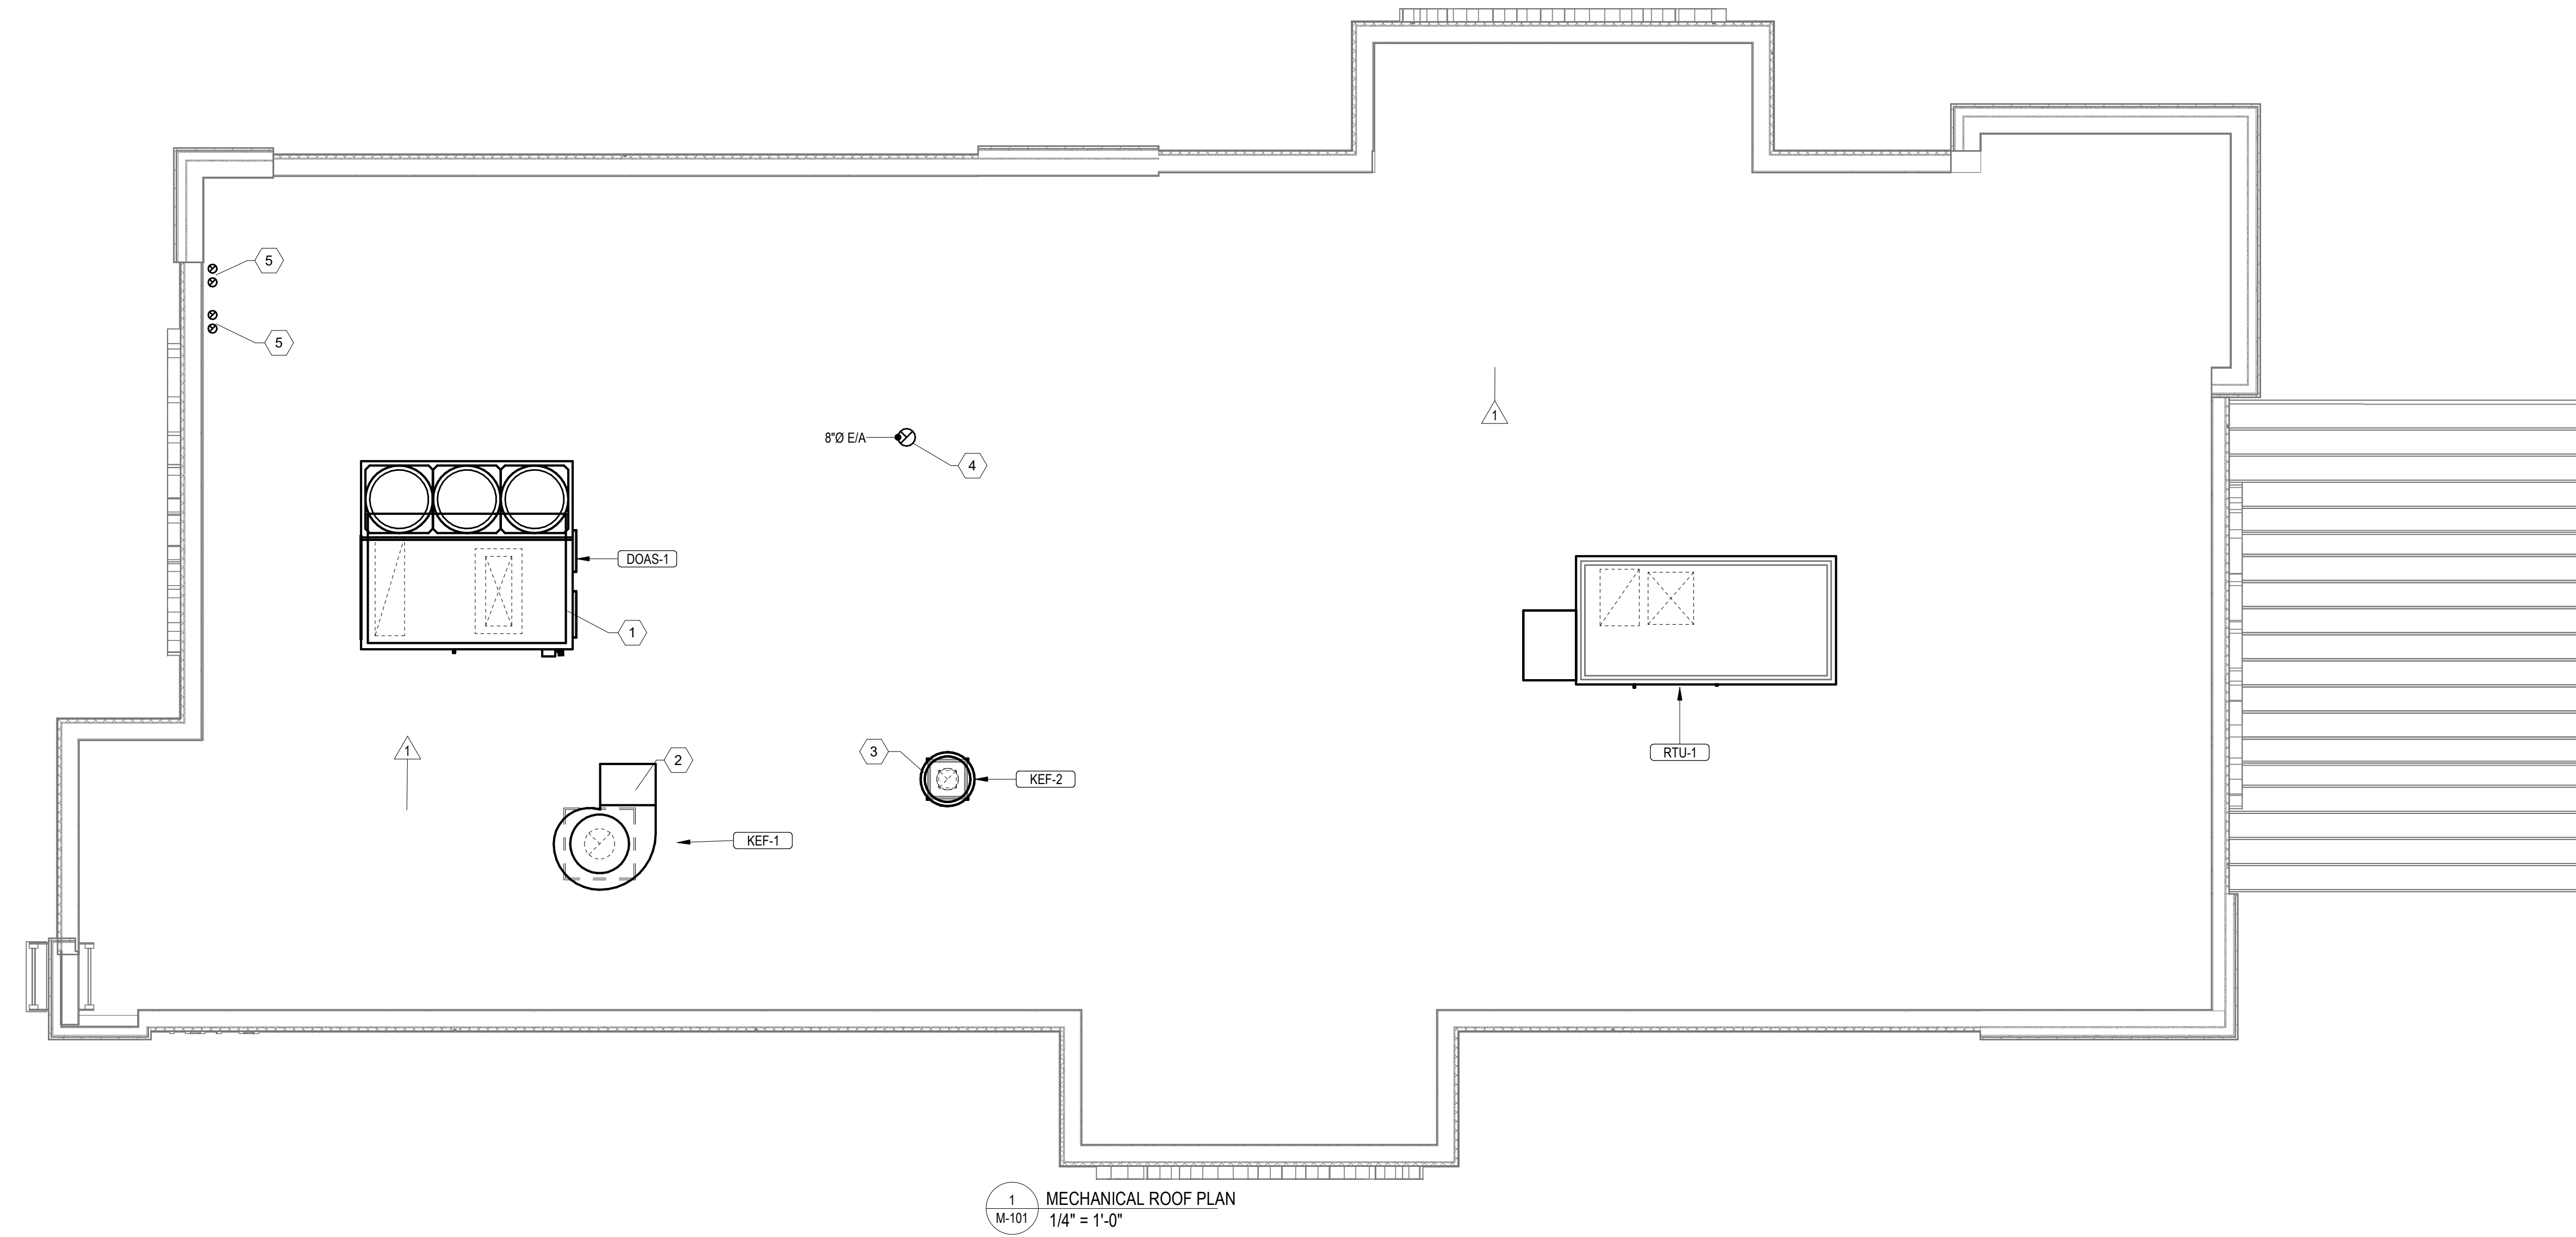 5
5
1
8"Ø E/A
4
DOAS-1
1
1
2
3
KEF-2
RTU-1
KEF-1
1
M-101
MECHANICAL ROOF PLAN
1/4" = 1'-0"